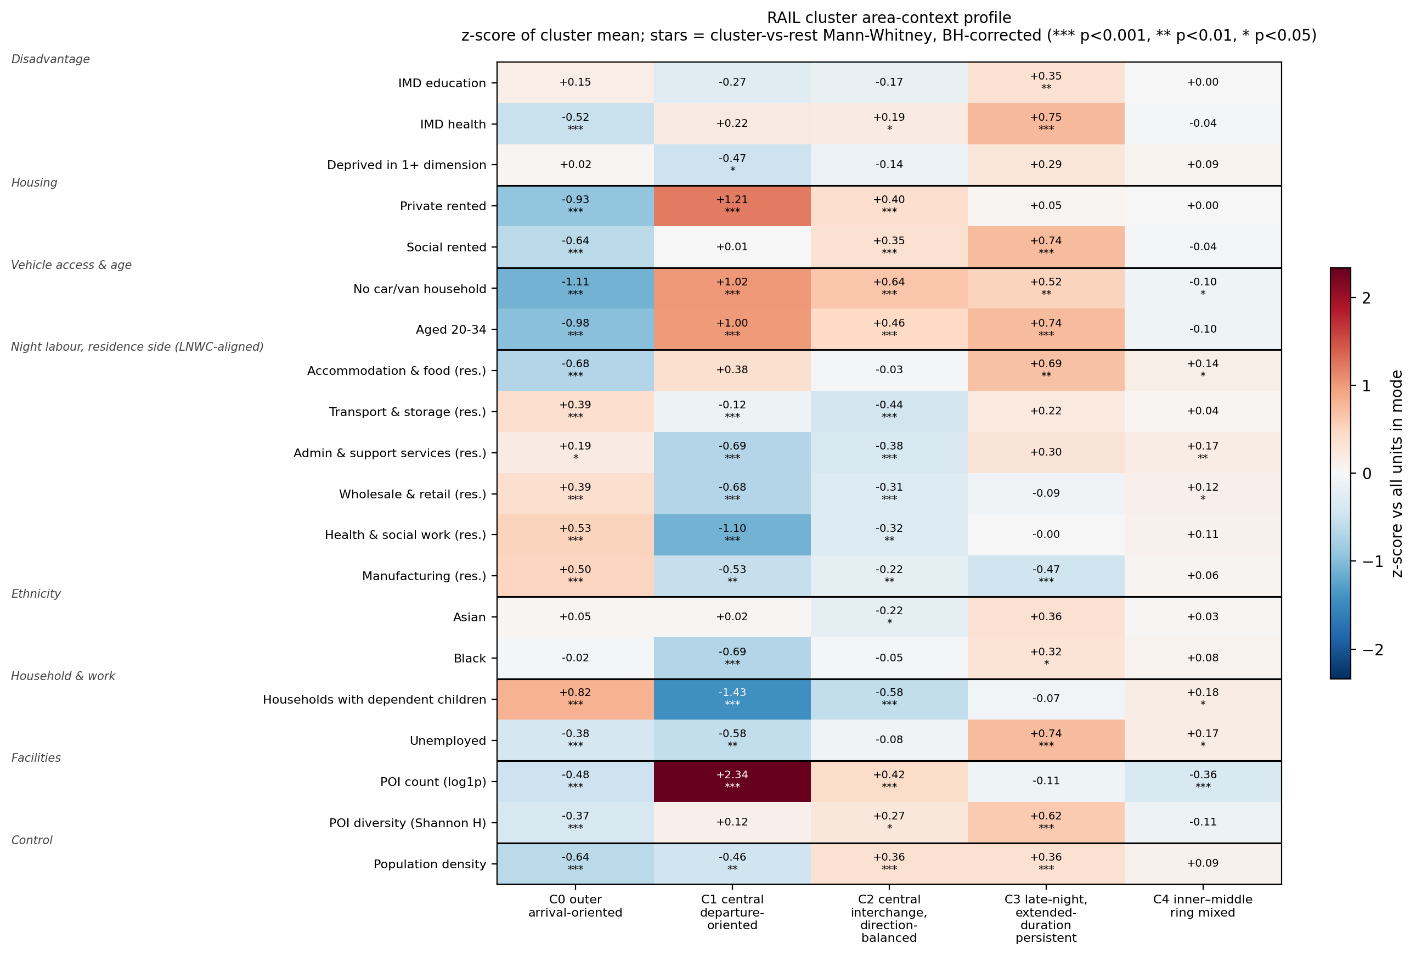 RAIL cluster area-context profile
z-score of cluster mean; stars = cluster-vs-rest Mann-Whitney, BH-corrected (*** p<0.001, ** p<0.01, * p<0.05)
Disadvantage
IMD education +0.15 -0.27 -0.17 +0.35 ** +0.00
IMD health -0.52 *** +0.22 +0.19 * +0.75 *** -0.04
Deprived in 1+ dimension +0.02 -0.47 * -0.14 +0.29 +0.09
Housing
Private rented -0.93 *** +1.21 *** +0.40 *** +0.05 +0.00
Social rented -0.64 *** +0.01 +0.35 *** +0.74 *** -0.04
Vehicle access & age
No car/van household -1.11 *** +1.02 *** +0.64 *** +0.52 ** -0.10 *
Aged 20-34 -0.98 *** +1.00 *** +0.46 *** +0.74 *** -0.10
Night labour, residence side (LNWC-aligned)
Accommodation & food (res.) -0.68 *** +0.38 -0.03 +0.69 ** +0.14 *
Transport & storage (res.) +0.39 *** -0.12 *** -0.44 *** +0.22 +0.04
Admin & support services (res.) +0.19 * -0.69 *** -0.38 *** +0.30 +0.17 **
Wholesale & retail (res.) +0.39 *** -0.68 *** -0.31 *** -0.09 +0.12 *
Health & social work (res.) +0.53 *** -1.10 *** -0.32 ** -0.00 +0.11
Manufacturing (res.) +0.50 *** -0.53 ** -0.22 ** -0.47 *** +0.06
Ethnicity
Asian +0.05 +0.02 -0.22 * +0.36 +0.03
Black -0.02 -0.69 *** -0.05 +0.32 * +0.08
Household & work
Households with dependent children +0.82 *** -1.43 *** -0.58 *** -0.07 +0.18 *
Unemployed -0.38 *** -0.58 ** -0.08 +0.74 *** +0.17 *
Facilities
POI count (log1p) -0.48 *** +2.34 *** +0.42 *** -0.11 -0.36 ***
POI diversity (Shannon H) -0.37 *** +0.12 +0.27 * +0.62 *** -0.11
Control
Population density -0.64 *** -0.46 ** +0.36 *** +0.36 *** +0.09
C0 outer
arrival-oriented
C1 central
departure-
oriented
C2 central
interchange,
direction-
balanced
C3 late-night,
extended-
duration
persistent
C4 inner–middle
ring mixed
2
1
0
−1
−2
z-score vs all units in mode